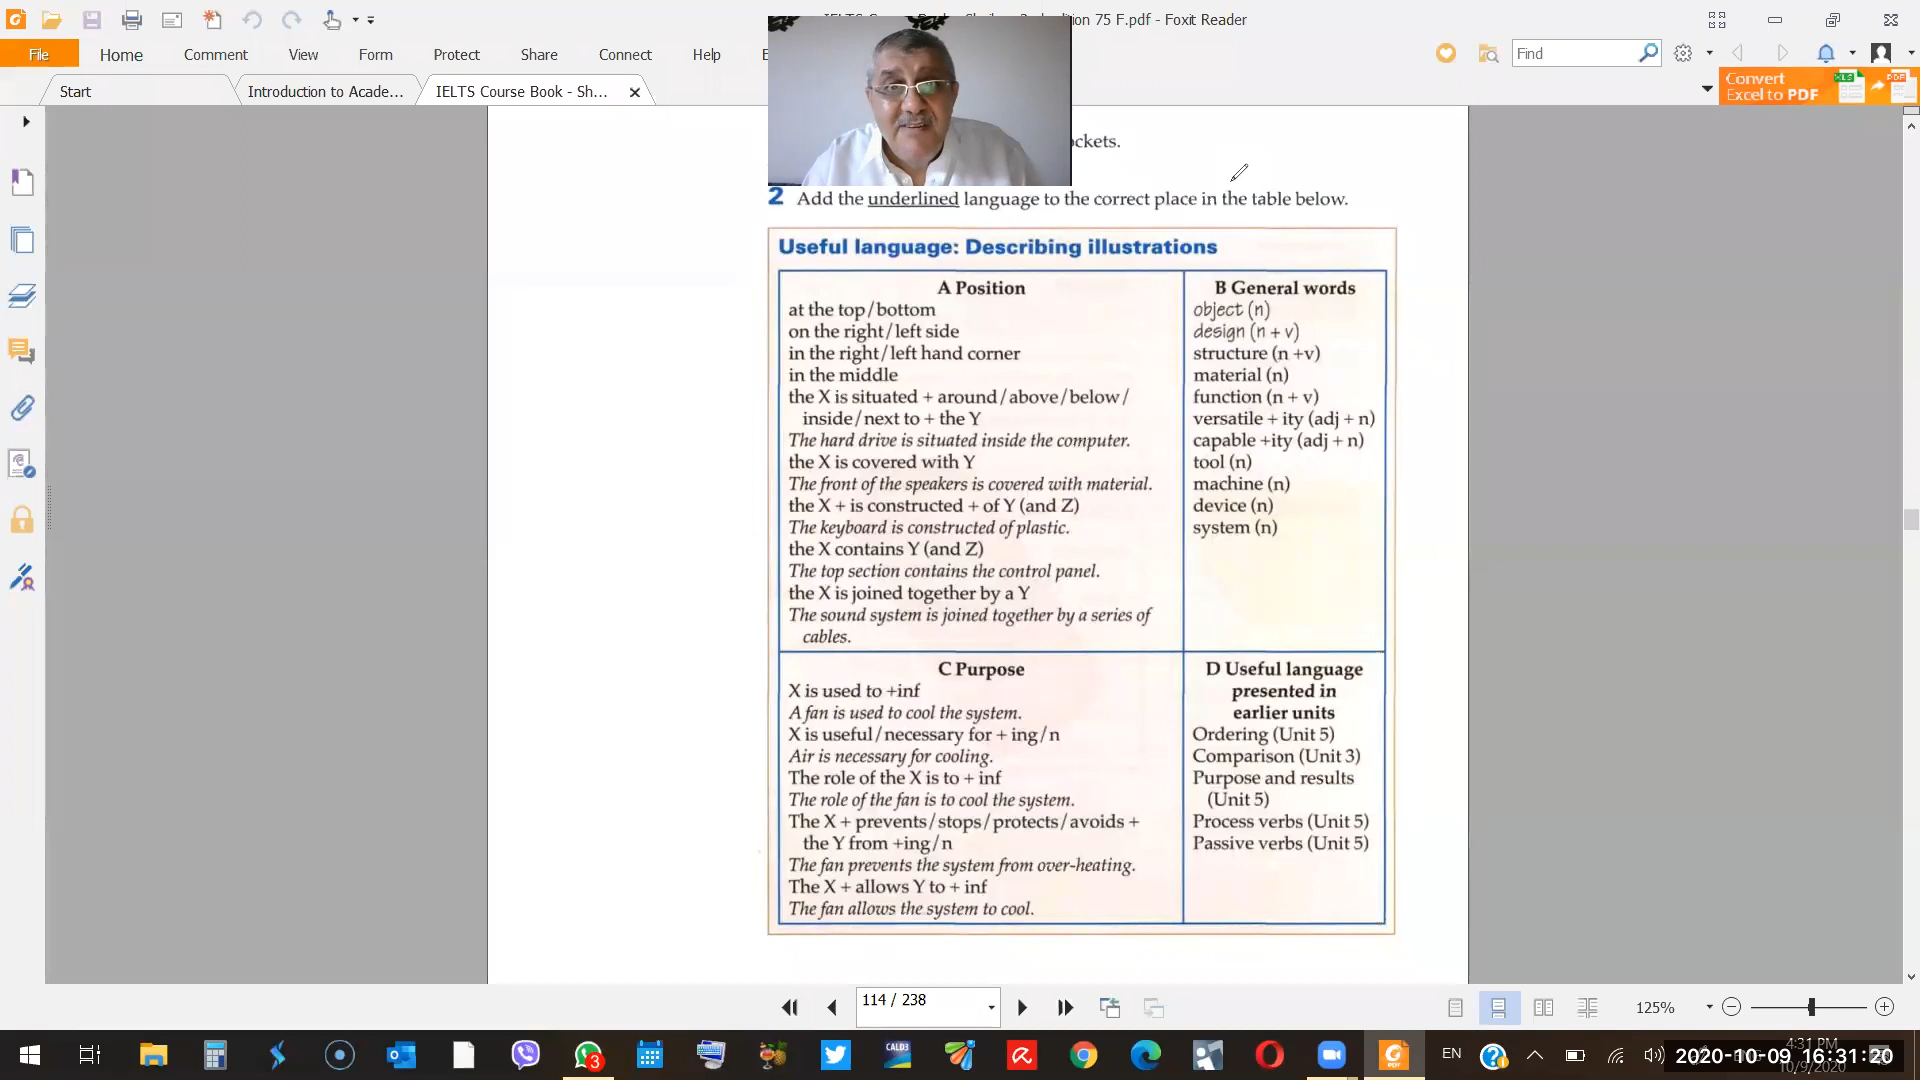 dition 75 F.pdf - Foxit Reader
File
Home
Comment
View
Form
Protect
Share
Connect
Help
Find
Start
Introduction to Acade...
IELTS Course Book - Sh...
Convert
Excel to PDF
ockets.
2 Add the underlined language to the correct place in the table below.
Useful language: Describing illustrations
A Position
at the top/bottom
on the right/left side
in the right/left hand corner
in the middle
the X is situated + around/above/below/
inside/next to + the Y
The hard drive is situated inside the computer.
the X is covered with Y
The front of the speakers is covered with material.
the X + is constructed + of Y (and Z)
The keyboard is constructed of plastic.
the X contains Y (and Z)
The top section contains the control panel.
the X is joined together by a Y
The sound system is joined together by a series of
cables.
B General words
object (n)
design (n + v)
structure (n +v)
material (n)
function (n + v)
versatile + ity (adj + n)
capable +ity (adj + n)
tool (n)
machine (n)
device (n)
system (n)
C Purpose
X is used to +inf
A fan is used to cool the system.
X is useful/necessary for + ing/n
Air is necessary for cooling.
The role of the X is to + inf
The role of the fan is to cool the system.
The X + prevents/stops/protects/avoids +
the Y from +ing/n
The fan prevents the system from over-heating.
The X + allows Y to + inf
The fan allows the system to cool.
D Useful language
presented in
earlier units
Ordering (Unit 5)
Comparison (Unit 3)
Purpose and results
(Unit 5)
Process verbs (Unit 5)
Passive verbs (Unit 5)
114 / 238
125%
EN
4:31 PM
10/9/2020
2020-10-09 16:31:20